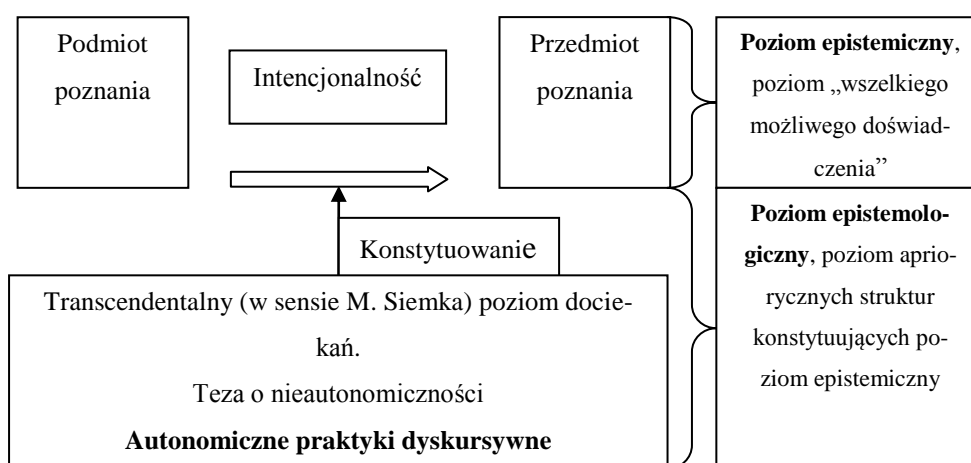 Podmiot
poznania
Intencjonalność
Przedmiot
poznania
Poziom epistemiczny,
poziom „wszelkiego
możliwego doświad-
czenia”
Konstytuowanie
Transcendentalny (w sensie M. Siemka) poziom docie-
kań.
Teza o nieautonomiczności
Autonomiczne praktyki dyskursywne
Poziom epistemolo-
giczny, poziom aprio-
rycznych struktur
konstytuujących po-
ziom epistemiczny